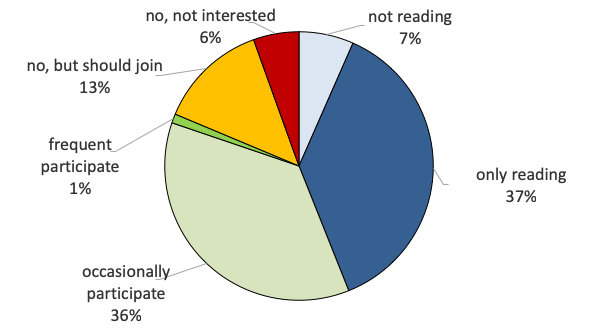 no, not interested
6%
not reading
7%
no, but should join
13%
frequent
participate
1%
only reading
37%
occasionally
participate
36%